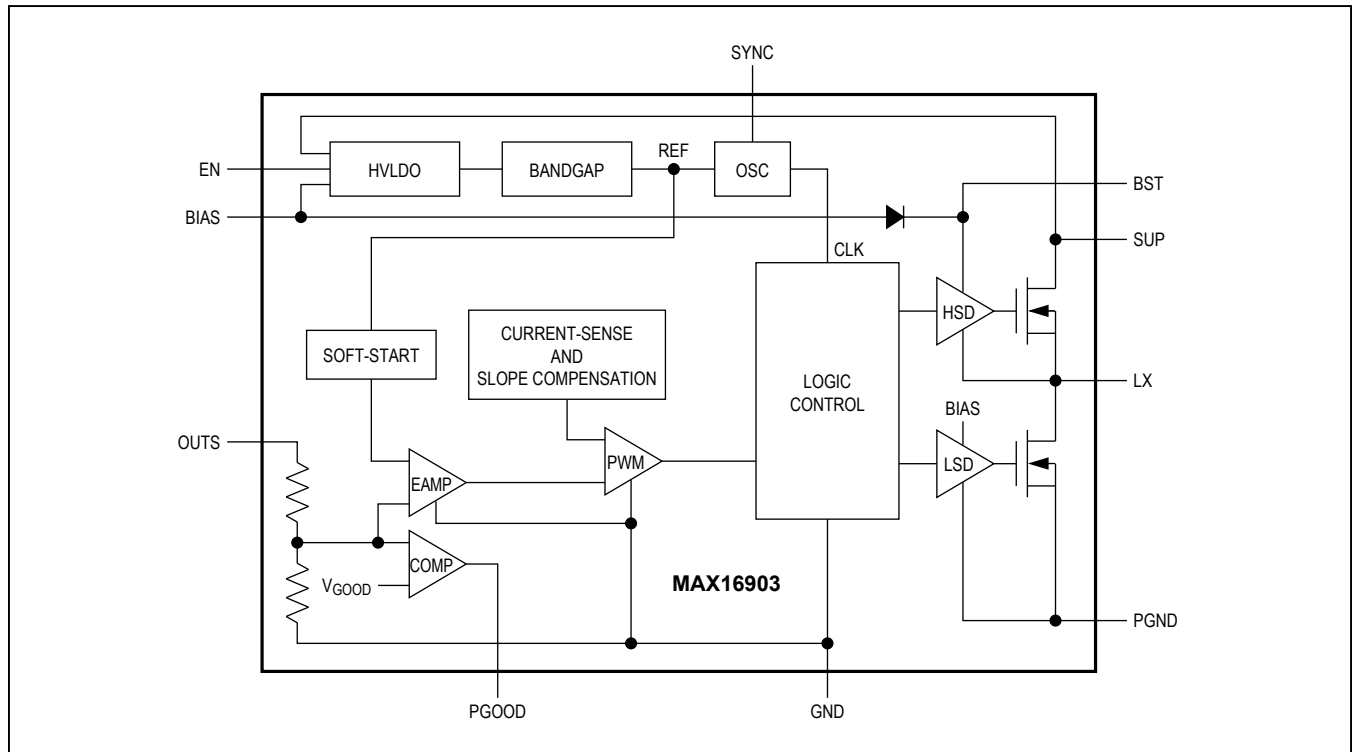 SYNC
EN
HVLDO
BANDGAP
REF
OSC
BST
BIAS
SUP
CLK
HSD
SOFT-START
CURRENT-SENSE
AND
SLOPE COMPENSATION
LOGIC
CONTROL
LX
BIAS
OUTS
EAMP
PWM
LSD
COMP
VGOOD
MAX16903
PGND
PGOOD
GND